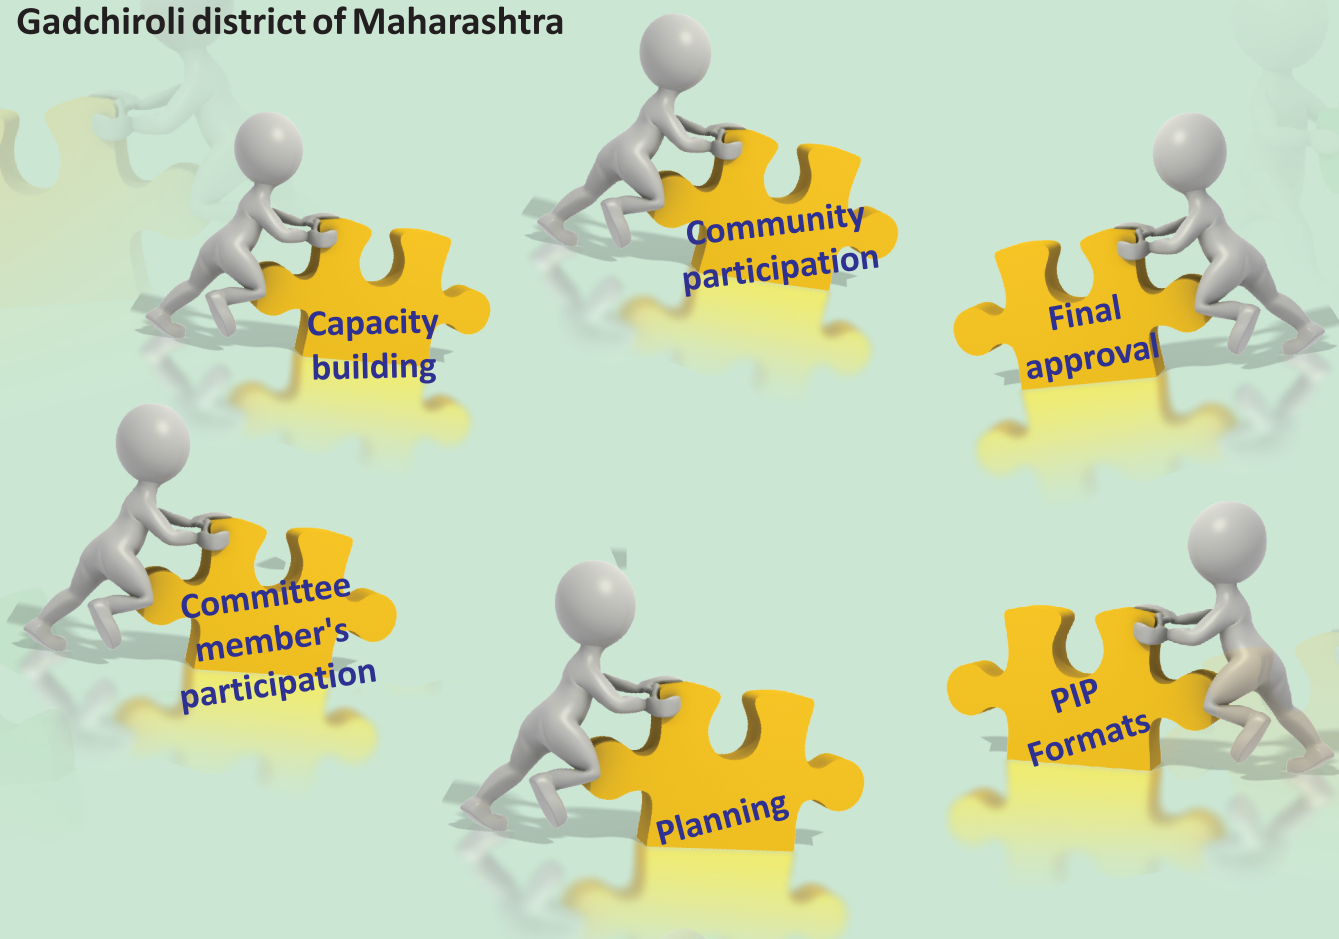 Gadchiroli district of Maharashtra
Community
participation
Capacity
building
Final
approval
Committee
member's
participation
Planning
PIP
Formats